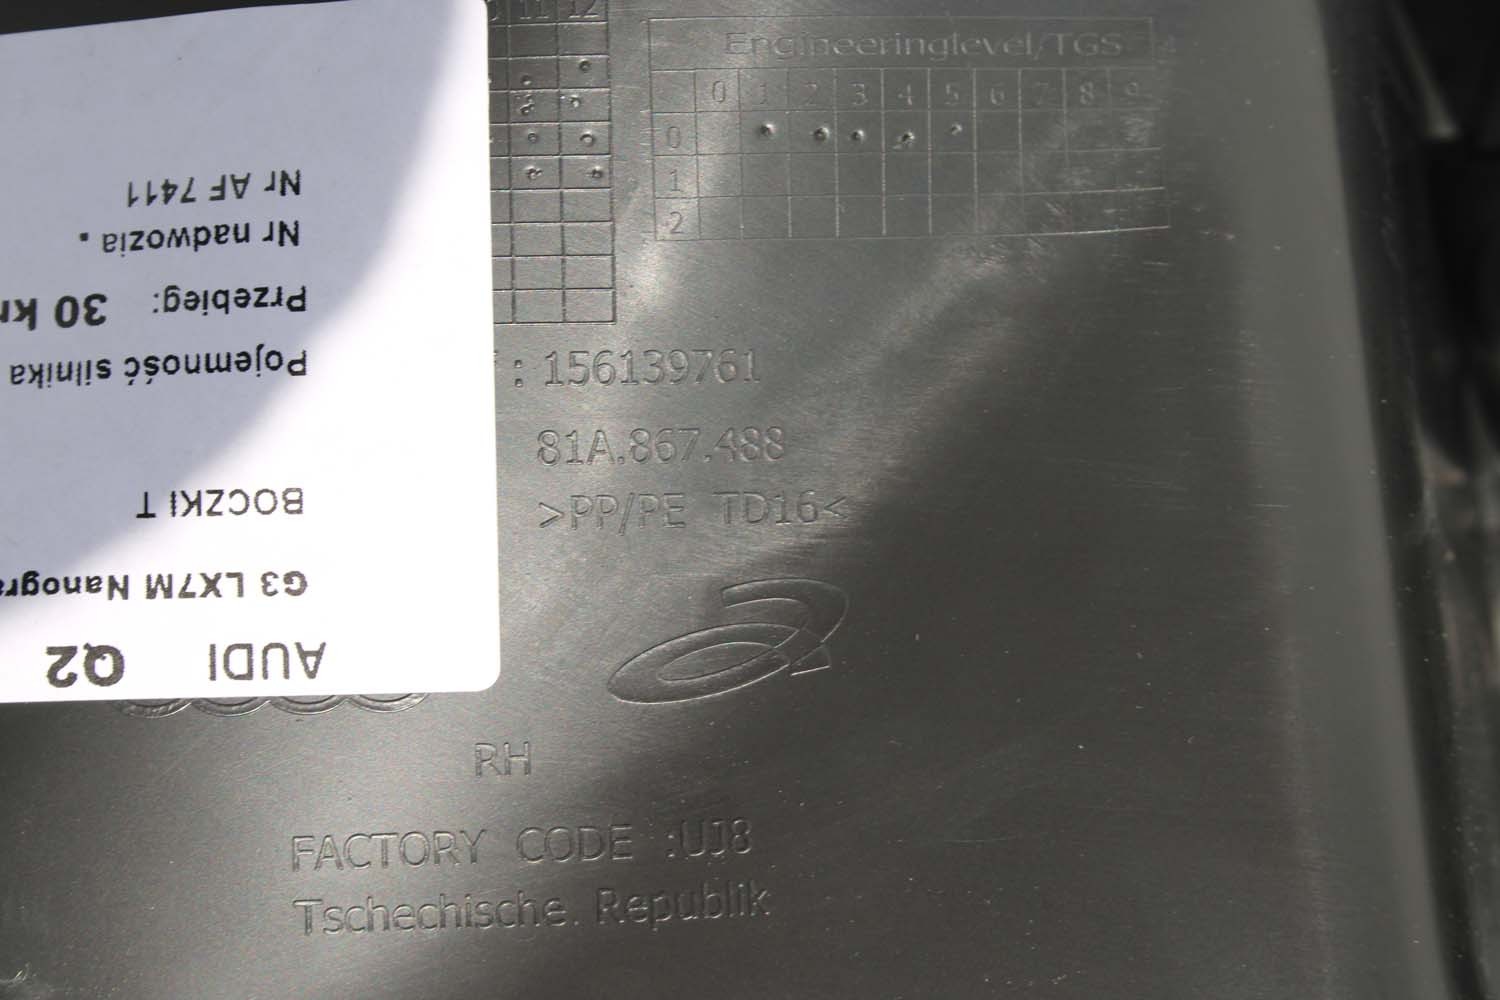 11 12
Engineeringlevel/TGS
0 1 2 3 4 5 6 7 8 9
0
1
2
: 156139761
81A.867.488
>PP/PE TD16<
RH
FACTORY CODE :UJ8
Tschechische. Republik
AUDI Q2
G3 LX7M
BOCZKI T
Pojemność silnika
Przebieg: 30
Nr nadwozia .
Nr AF 7411